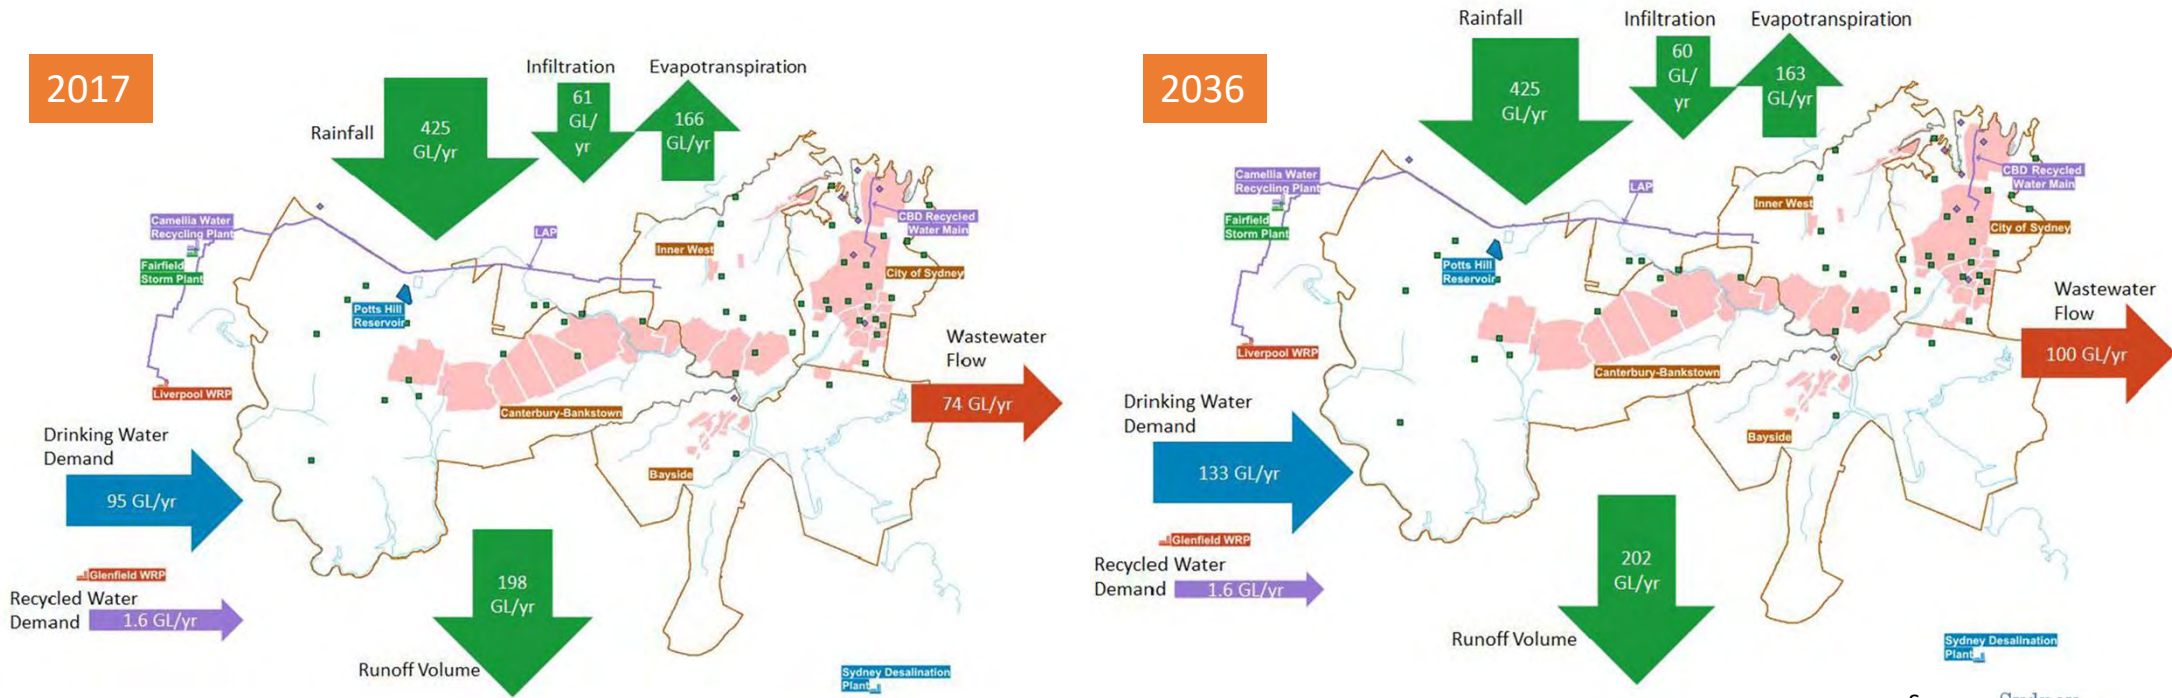 2017
Rainfall
425
GL/yr
Infiltration
61
GL/
yr
Evapotranspiration
166
GL/yr
Camellia Water
Recycling Plant
Fairfield
Storm Plant
LAP
Inner West
CBD Recycled
Water Main
City of Sydney
Potts Hill
Reservoir
Liverpool WRP
Canterbury-Bankstown
Wastewater
Flow
74 GL/yr
Drinking Water
Demand
95 GL/yr
Bayside
Glenfield WRP
Recycled Water
Demand
1.6 GL/yr
198
GL/yr
Runoff Volume
Sydney Desalination
Plant
2036
Rainfall
425
GL/yr
Infiltration
60
GL/
yr
Evapotranspiration
163
GL/yr
Camellia Water
Recycling Plant
Fairfield
Storm Plant
LAP
Inner West
CBD Recycled
Water Main
City of Sydney
Potts Hill
Reservoir
Liverpool WRP
Canterbury-Bankstown
Wastewater
Flow
100 GL/yr
Drinking Water
Demand
133 GL/yr
Bayside
Glenfield WRP
Recycled Water
Demand
1.6 GL/yr
202
GL/yr
Runoff Volume
Sydney Desalination
Plant